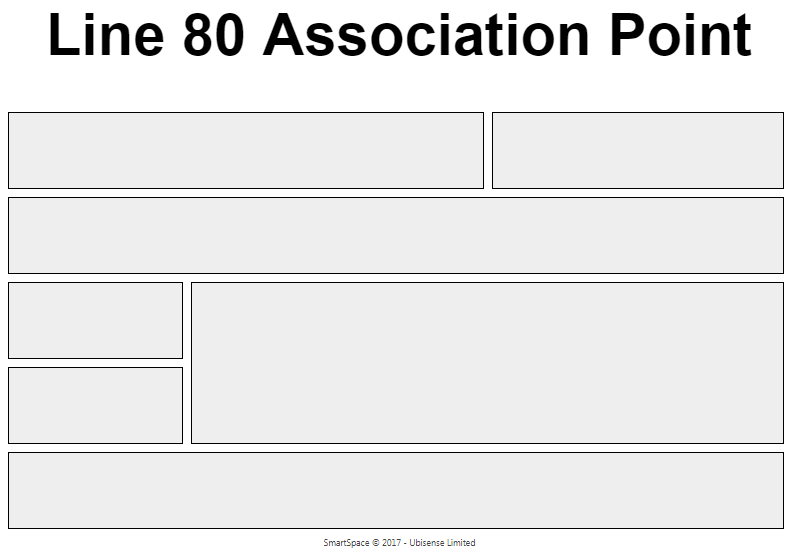 Line 80 Association Point
SmartSpace © 2017 - Ubisense Limited